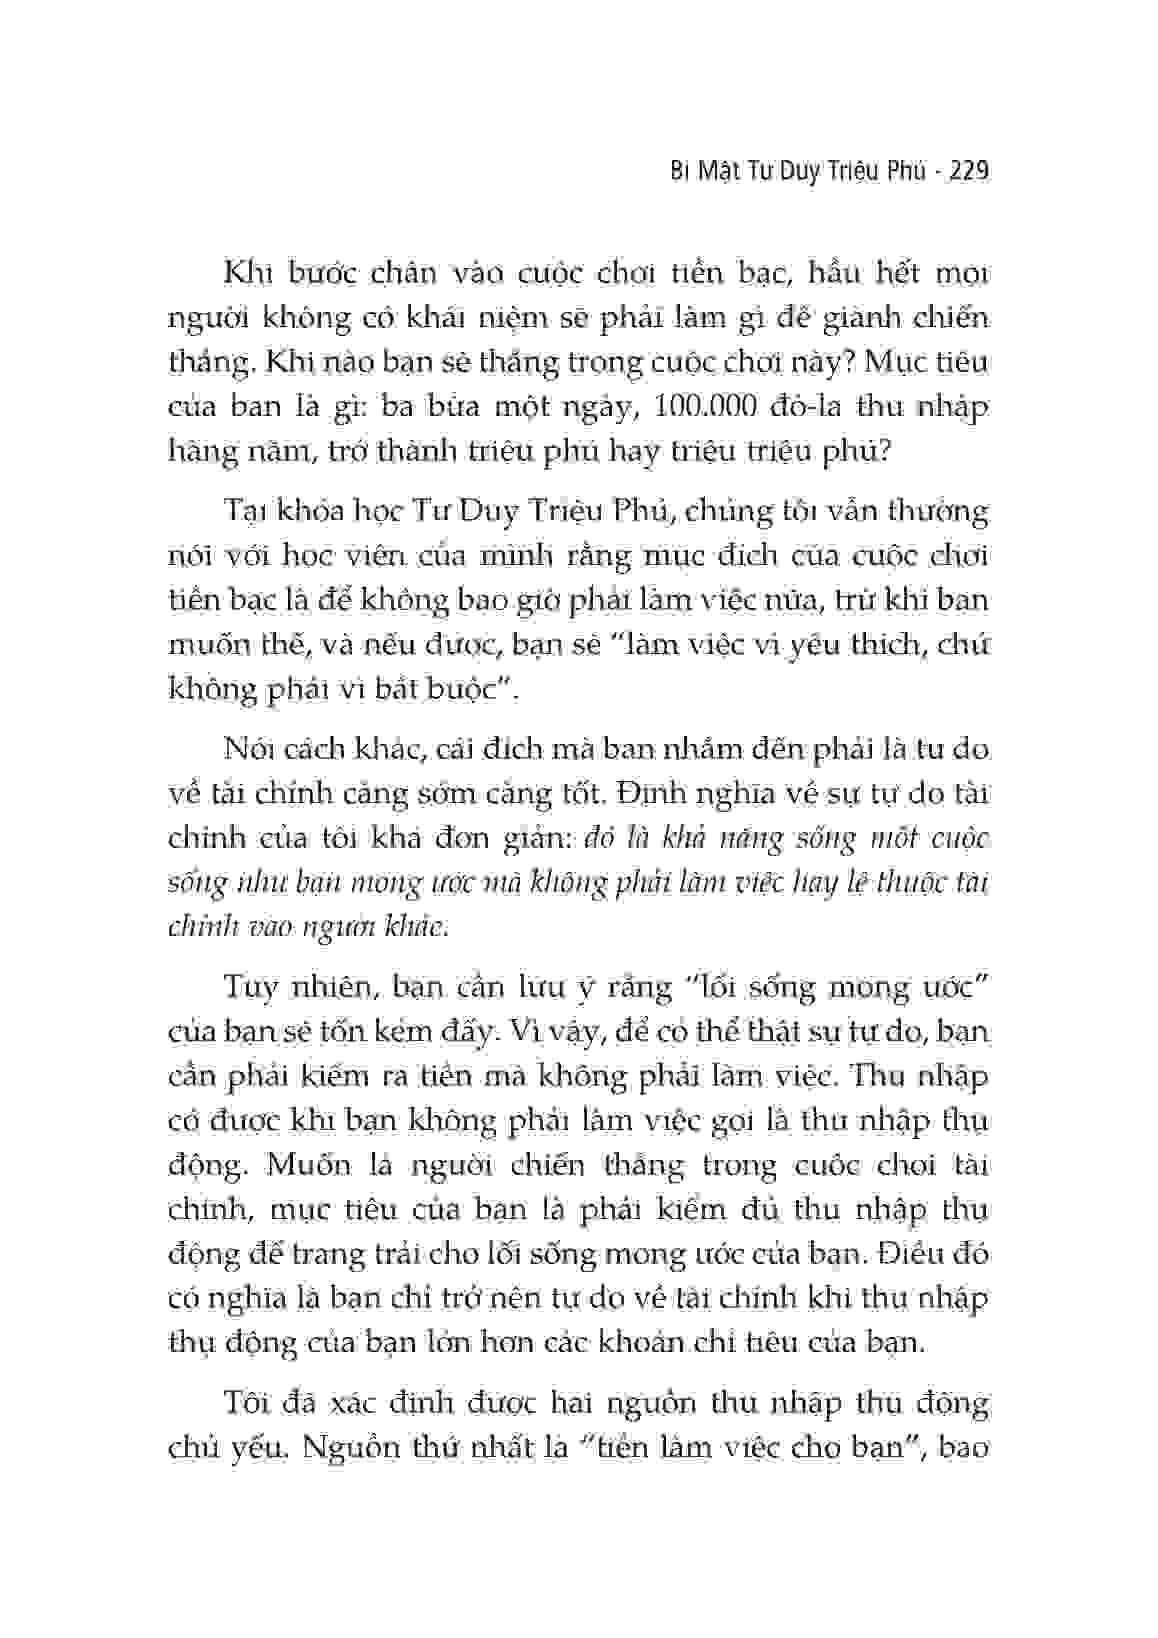 Bí Mật Tư Duy Triệu Phú - 229
Khi bước chân vào cuộc chơi tiền bạc, hầu hết mọi
người không có khái niệm sẽ phải làm gì để giành chiến
thắng. Khi nào bạn sẽ thắng trong cuộc chơi này? Mục tiêu
của bạn là gì: ba bữa một ngày, 100.000 đô-la thu nhập
hàng năm, trở thành triệu phú hay triệu triệu phú?
Tại khóa học Tư Duy Triệu Phú, chúng tôi vẫn thường
nói với học viên của mình rằng mục đích của cuộc chơi
tiền bạc là để không bao giờ phải làm việc nữa, trừ khi bạn
muốn thế, và nếu được, bạn sẽ “làm việc vì yêu thích, chứ
không phải vì bắt buộc”.
Nói cách khác, cái đích mà bạn nhắm đến phải là tự do
về tài chính càng sớm càng tốt. Định nghĩa về sự tự do tài
chính của tôi khá đơn giản: đó là khả năng sống một cuộc
sống như bạn mong ước mà không phải làm việc hay lệ thuộc tài
chính vào người khác.
Tuy nhiên, bạn cần lưu ý rằng “lối sống mong ước”
của bạn sẽ tốn kém đấy. Vì vậy, để có thể thật sự tự do, bạn
cần phải kiếm ra tiền mà không phải làm việc. Thu nhập
có được khi bạn không phải làm việc gọi là thu nhập thụ
động. Muốn là người chiến thắng trong cuộc chơi tài
chính, mục tiêu của bạn là phải kiếm đủ thu nhập thụ
động để trang trải cho lối sống mong ước của bạn. Điều đó
có nghĩa là bạn chỉ trở nên tự do về tài chính khi thu nhập
thụ động của bạn lớn hơn các khoản chi tiêu của bạn.
Tôi đã xác định được hai nguồn thu nhập thụ động
chủ yếu. Nguồn thứ nhất là “tiền làm việc cho bạn”, bao